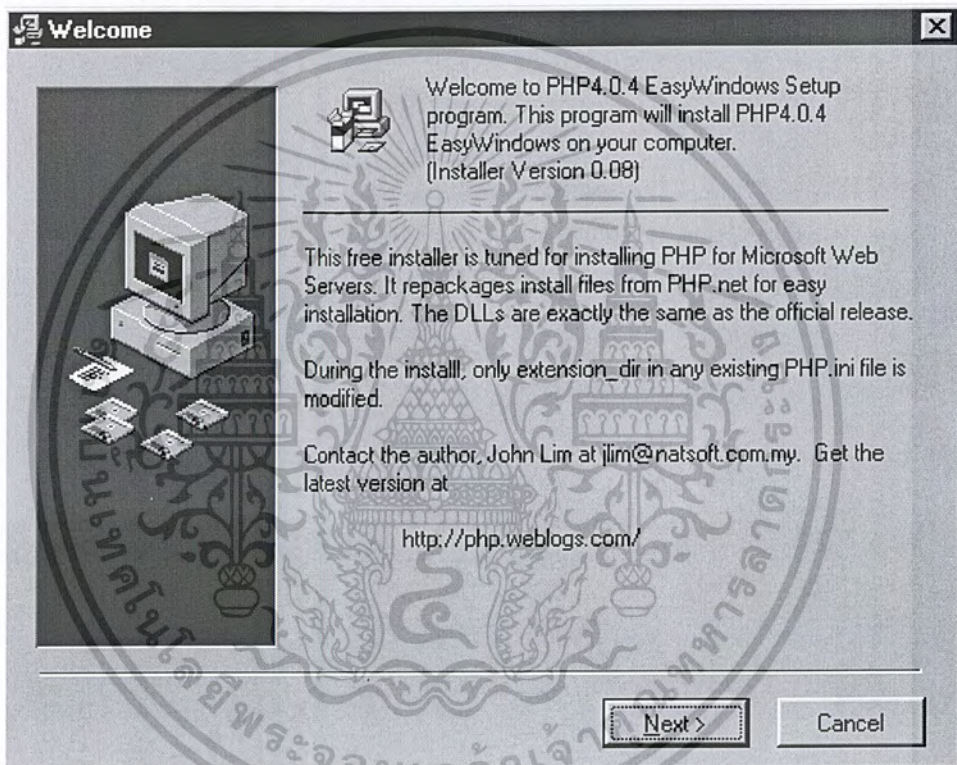 Welcome
Welcome to PHP4.0.4 EasyWindows Setup
program. This program will install PHP4.0.4
EasyWindows on your computer.
(Installer Version 0.08)
This free installer is tuned for installing PHP for Microsoft Web
Servers. It repackages install files from PHP.net for easy
installation. The DLLs are exactly the same as the official release.
During the installl, only extension_dir in any existing PHP.ini file is
modified.
Contact the author, John Lim at jlim@natsoft.com.my. Get the
latest version at
http://php.weblogs.com/
Next >
Cancel